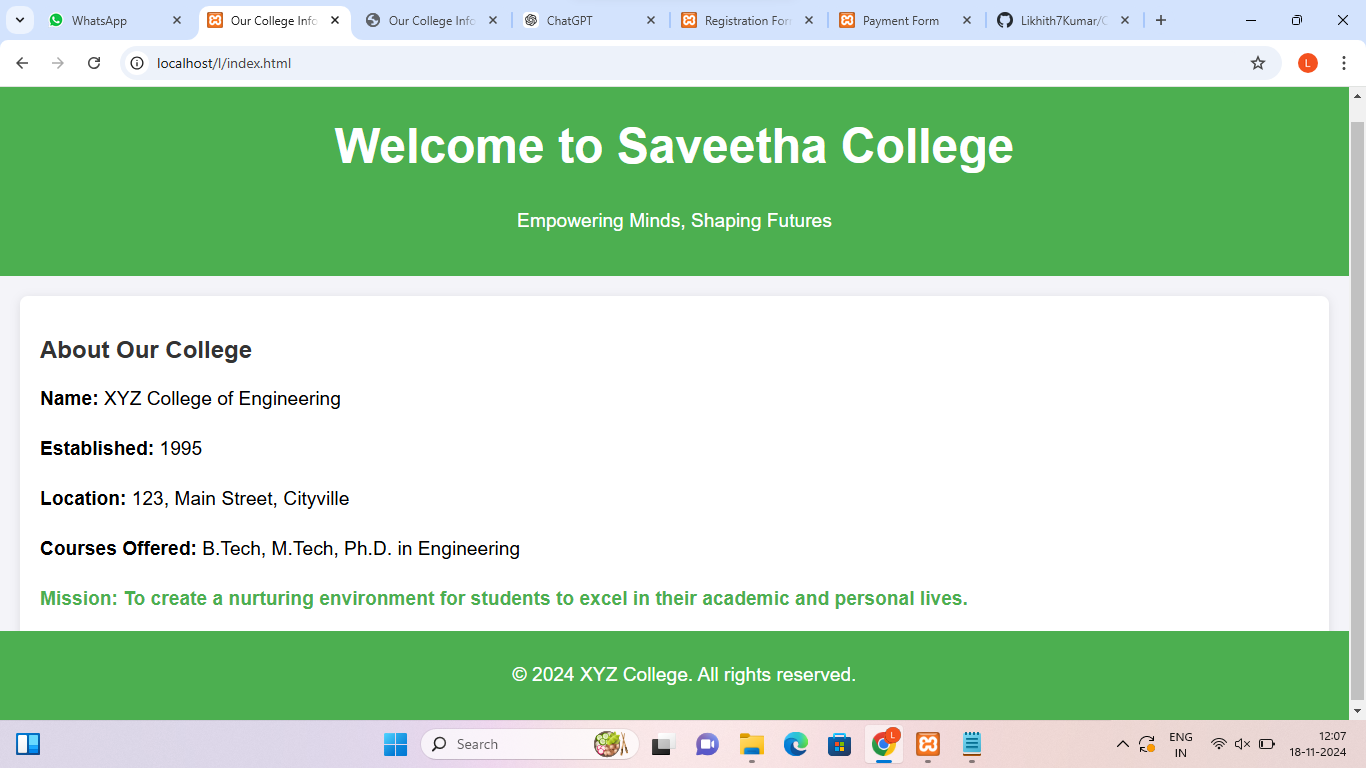 WhatsApp
Our College Info
Our College Info
ChatGPT
Registration For
Payment Form
Likhith7Kumar/C
localhost/l/index.html
L
Welcome to Saveetha College
Empowering Minds, Shaping Futures
About Our College
Name: XYZ College of Engineering
Established: 1995
Location: 123, Main Street, Cityville
Courses Offered: B.Tech, M.Tech, Ph.D. in Engineering
Mission: To create a nurturing environment for students to excel in their academic and personal lives.
© 2024 XYZ College. All rights reserved.
Search
L
ENG
IN
12:07
18-11-2024